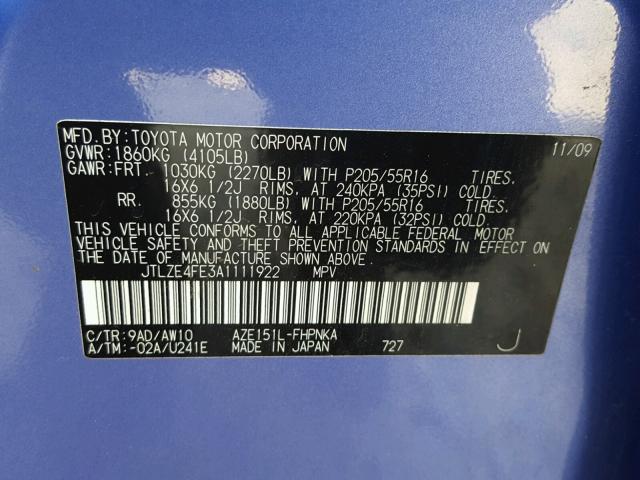 MFD.BY:TOYOTA MOTOR CORPORATION 11/09
GVWR:1860KG (4105LB)
GAWR:FRT. 1030KG (2270LB) WITH P205/55R16 TIRES.
16X6 1/2J RIMS, AT 240KPA (35PSI) COLD.
RR. 855KG (1880LB) WITH P205/55R16 TIRES.
16X6 1/2J RIMS, AT 220KPA (32PSI) COLD.
THIS VEHICLE CONFORMS TO ALL APPLICABLE FEDERAL MOTOR
VEHICLE SAFETY AND THEFT PREVENTION STANDARDS IN EFFECT ON
THE DATE OF MANUFACTURE SHOWN ABOVE.
JTLZE4FE3A1111922 MPV
C/TR:9AD/AW10 AZE151L-FHPNKA
A/TM:-02A/U241E MADE IN JAPAN 727 J